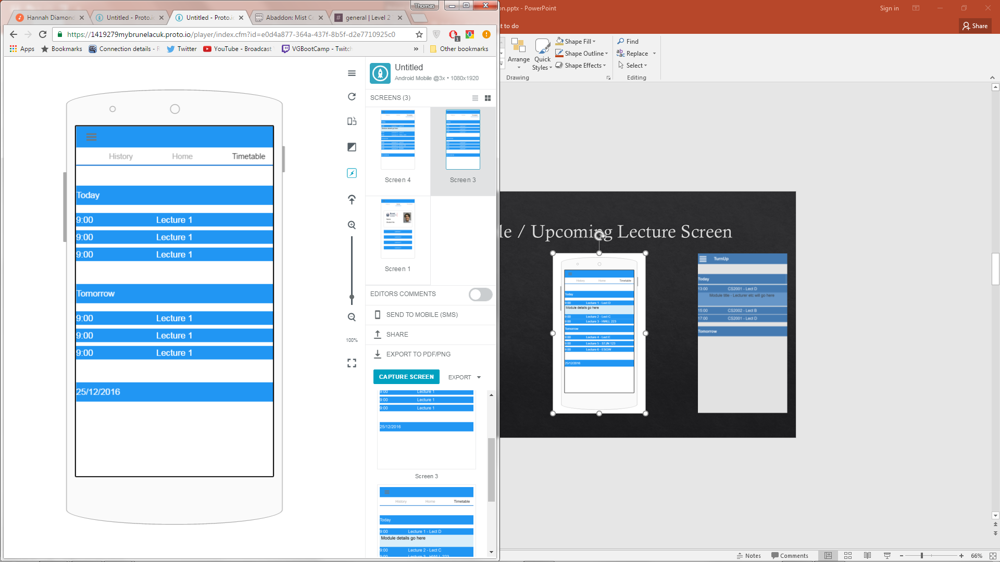 Thomas
Hannah Diamond
Untitled - Proto.i
Untitled - Proto.i
Abaddon: Mist C
general | Level 2
https://1419279mybrunelacuk.proto.io/player/index.cfm?id=e0d4a877-364a-437f-8b5f-d2e7710925c0
1
Apps
Bookmarks
Connection details - R
Twitter
YouTube - Broadcast
VGBootCamp - Twitch
»
Other bookmarks
History
Home
Timetable
Today
9:00 Lecture 1
9:00 Lecture 1
9:00 Lecture 1
Tomorrow
9:00 Lecture 1
9:00 Lecture 1
9:00 Lecture 1
25/12/2016
100%
Untitled
Android Mobile @3x • 1080x1920
SCREENS (3)
Screen 4
Screen 3
Screen 1
EDITORS COMMENTS
SEND TO MOBILE (SMS)
SHARE
EXPORT TO PDF/PNG
CAPTURE SCREEN
EXPORT
9:00 Lecture 1
9:00 Lecture 1
9:00 Lecture 1
25/12/2016
Screen 3
History
Home
Timetable
Today
9:00 Lecture 1 - Lect D
Module details go here
9:00 Lecture 2 - Lect C
9:00 Lecture 3 - HWLL 223
on.pptx - PowerPoint
Sign in
t to do
Share
Arrange
Quick
Styles
Shape Fill
Shape Outline
Shape Effects
Drawing
Find
Replace
Select
Editing
le / Upcoming Lecture Screen
History
Home
Timetable
Today
9:00 Lecture 1 - Lect D
Module details go here
9:00 Lecture 2 - Lect C
9:00 Lecture 3 - HWLL 223
Tomorrow
9:00 Lecture 4 - Lect E
9:00 Lecture 5 - STJN 123
9:00 Lecture 6 - ESGW
25/12/2016
TurnUp
Today
13:00 CS2001 - Lect D
Module title - Lecturer etc will go here
15:00 CS2002 - Lect B
17:00 CS2001 - Lect D
Tomorrow
Notes
Comments
66%